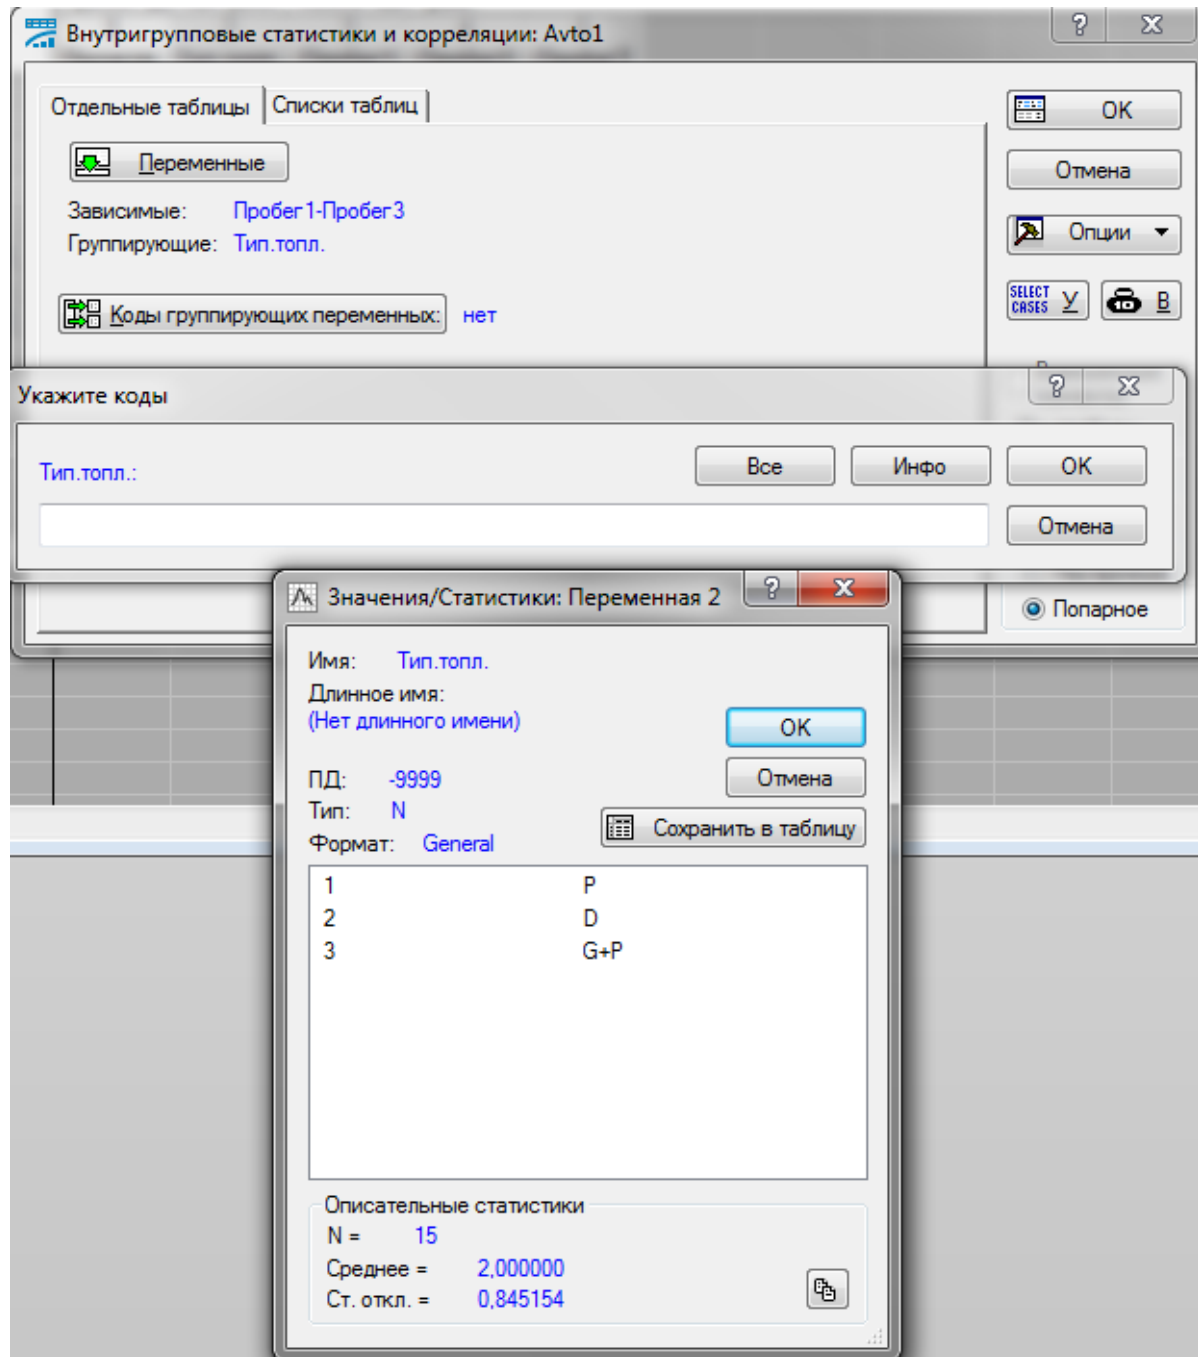 Внутригрупповые статистики и корреляции: Avto1
Отдельные таблицы Списки таблиц
OK
Переменные
Отмена
Зависимые: Пробег1-Пробег3
Группирующие: Тип.топл.
Опции
SELECT CASES У В
Коды группирующих переменных: нет
Укажите коды
Тип.топл.: Все Инфо OK
Отмена
Значения/Статистики: Переменная 2
Попарное
Имя: Тип.топл.
Длинное имя:
(Нет длинного имени)
OK
ПД: -9999
Отмена
Тип: N
Сохранить в таблицу
Формат: General
1 P
2 D
3 G+P
Описательные статистики
N = 15
Среднее = 2,000000
Ст. откл. = 0,845154